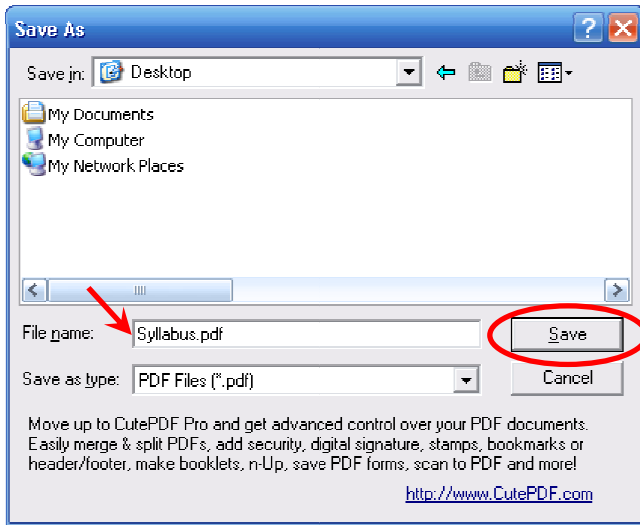 Save As
Save in: Desktop
My Documents
My Computer
My Network Places
File name: Syllabus.pdf Save
Save as type: PDF Files (*.pdf) Cancel
Move up to CutePDF Pro and get advanced control over your PDF documents.
Easily merge & split PDFs, add security, digital signature, stamps, bookmarks or
header/footer, make booklets, n-Up, save PDF forms, scan to PDF and more!
http://www.CutePDF.com